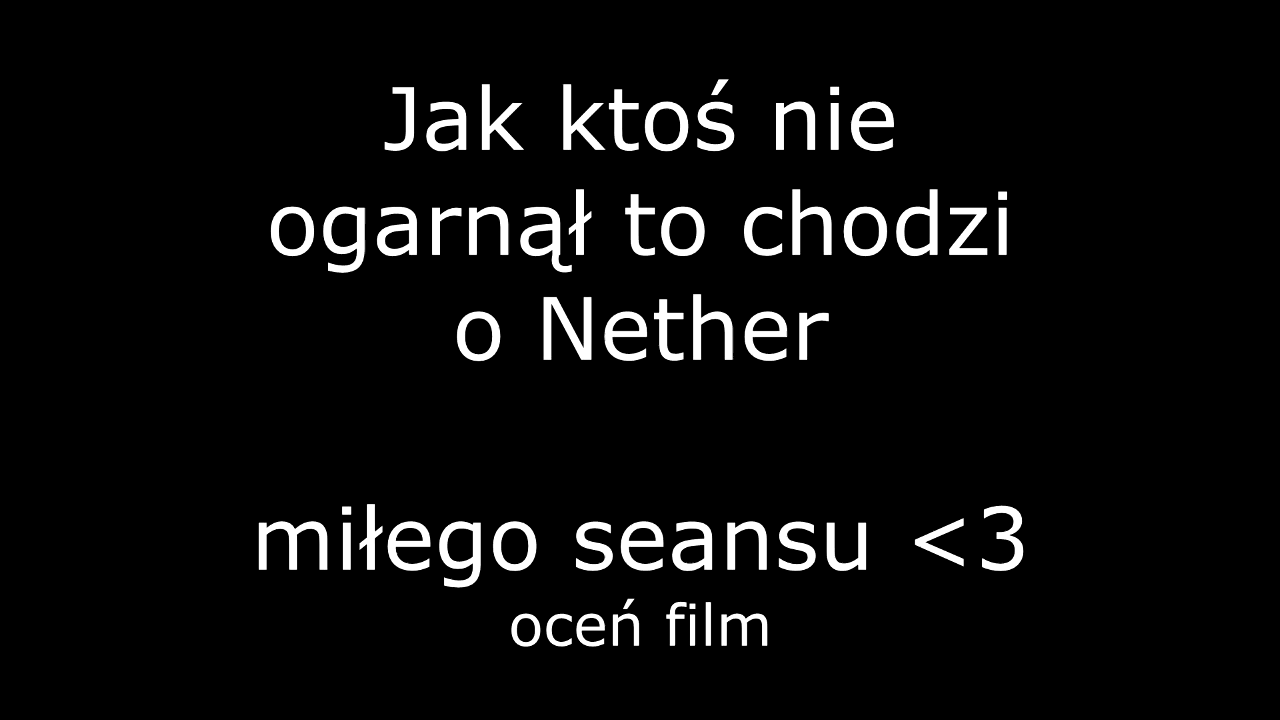 Jak ktoś nie
ogarnął to chodzi
o Nether
miłego seansu <3
oceń film